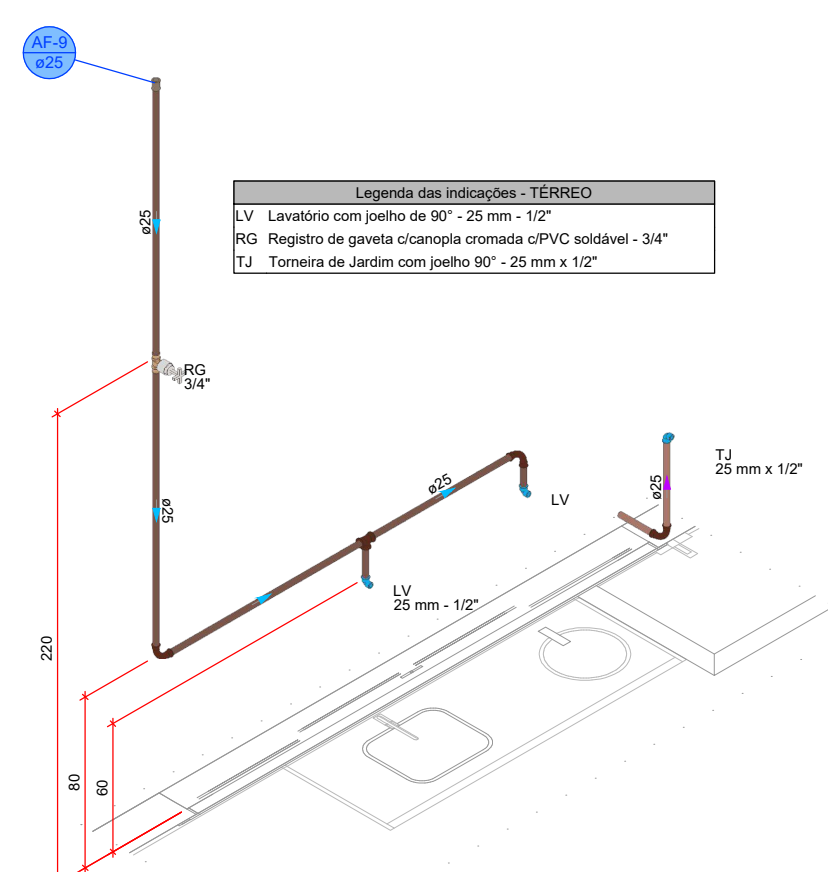 AF-9
ø25
Legenda das indicações - TÉRREO
LV Lavatório com joelho de 90° - 25 mm - 1/2"
RG Registro de gaveta c/canopla cromada c/PVC soldável - 3/4"
TJ Torneira de Jardim com joelho 90° - 25 mm x 1/2"
ø25
RG
3/4"
TJ
25 mm x 1/2"
ø25
ø25
LV
ø25
LV
25 mm - 1/2"
220
80
60